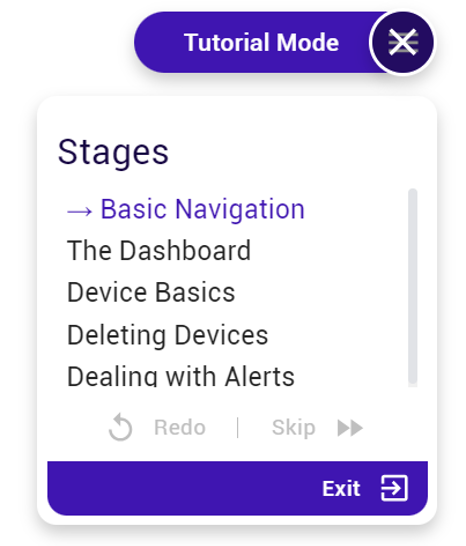 Tutorial Mode
Stages
→ Basic Navigation
The Dashboard
Device Basics
Deleting Devices
Dealing with Alerts
Redo | Skip
Exit